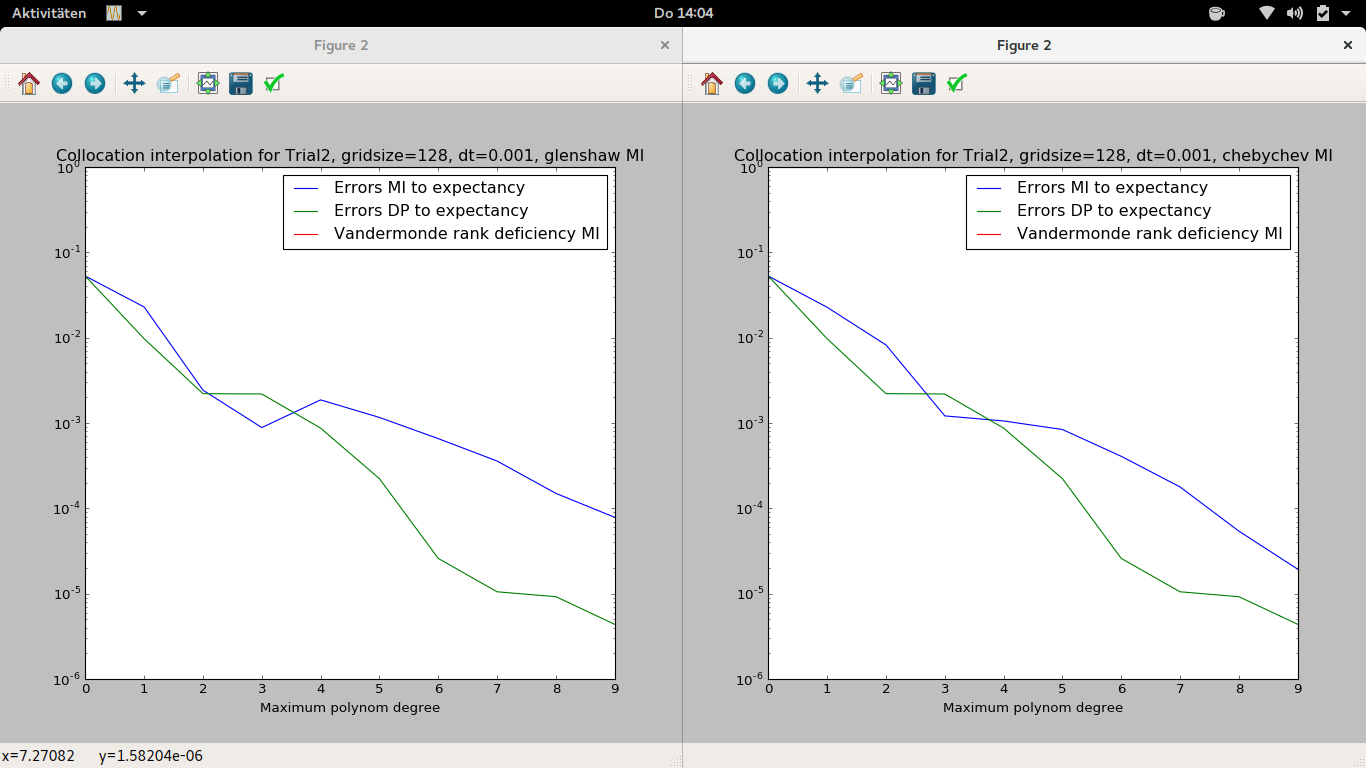 Aktivitäten
Do 14:04
Figure 2
Figure 2
Collocation interpolation for Trial2, gridsize=128, dt=0.001, glenshaw MI
10^0
Errors MI to expectancy
Errors DP to expectancy
Vandermonde rank deficiency MI
10^-1
10^-2
10^-3
10^-4
10^-5
10^-6
0 1 2 3 4 5 6 7 8 9
Maximum polynom degree
Collocation interpolation for Trial2, gridsize=128, dt=0.001, chebychev MI
10^0
Errors MI to expectancy
Errors DP to expectancy
Vandermonde rank deficiency MI
10^-1
10^-2
10^-3
10^-4
10^-5
10^-6
0 1 2 3 4 5 6 7 8 9
Maximum polynom degree
x=7.27082 y=1.58204e-06